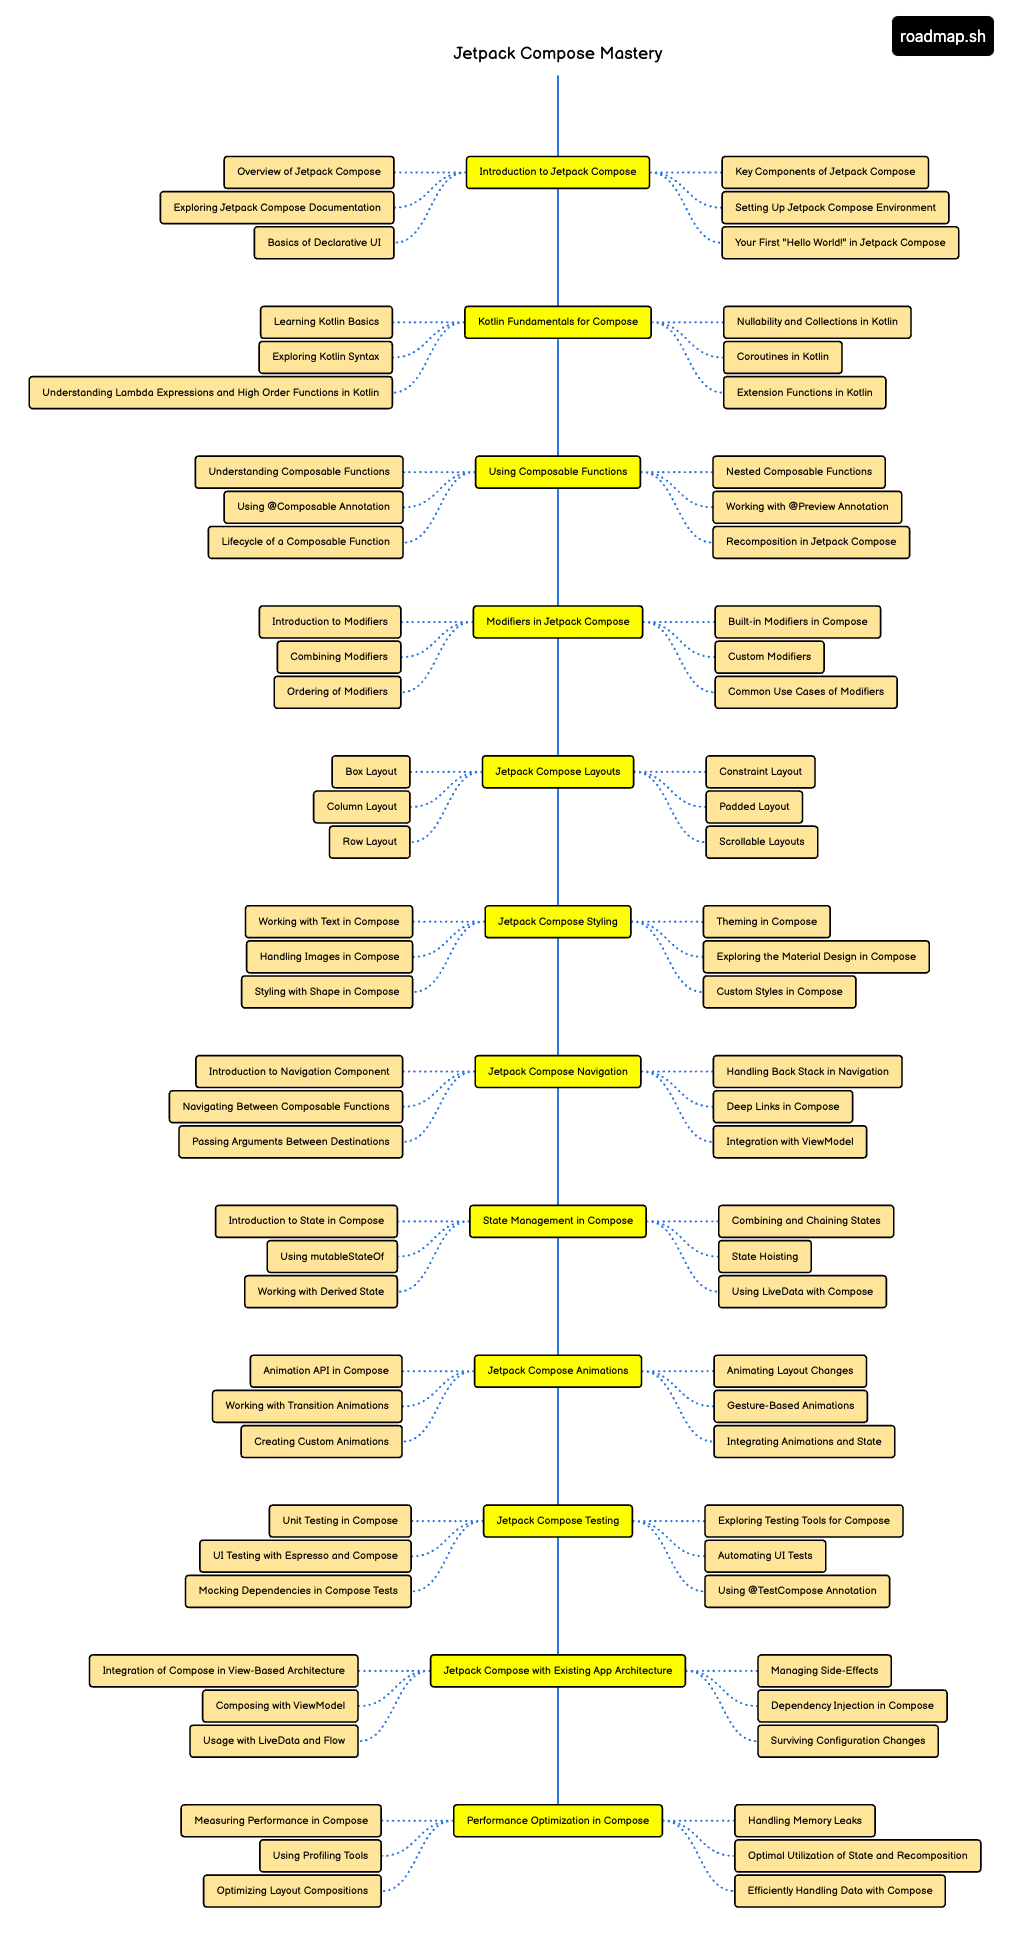 roadmap.sh
Jetpack Compose Mastery
Overview of Jetpack Compose
Exploring Jetpack Compose Documentation
Basics of Declarative UI
Introduction to Jetpack Compose
Key Components of Jetpack Compose
Setting Up Jetpack Compose Environment
Your First "Hello World!" in Jetpack Compose
Learning Kotlin Basics
Exploring Kotlin Syntax
Understanding Lambda Expressions and High Order Functions in Kotlin
Kotlin Fundamentals for Compose
Nullability and Collections in Kotlin
Coroutines in Kotlin
Extension Functions in Kotlin
Understanding Composable Functions
Using @Composable Annotation
Lifecycle of a Composable Function
Using Composable Functions
Nested Composable Functions
Working with @Preview Annotation
Recomposition in Jetpack Compose
Introduction to Modifiers
Combining Modifiers
Ordering of Modifiers
Modifiers in Jetpack Compose
Built-in Modifiers in Compose
Custom Modifiers
Common Use Cases of Modifiers
Box Layout
Column Layout
Row Layout
Jetpack Compose Layouts
Constraint Layout
Padded Layout
Scrollable Layouts
Working with Text in Compose
Handling Images in Compose
Styling with Shape in Compose
Jetpack Compose Styling
Theming in Compose
Exploring the Material Design in Compose
Custom Styles in Compose
Introduction to Navigation Component
Navigating Between Composable Functions
Passing Arguments Between Destinations
Jetpack Compose Navigation
Handling Back Stack in Navigation
Deep Links in Compose
Integration with ViewModel
Introduction to State in Compose
Using mutableStateOf
Working with Derived State
State Management in Compose
Combining and Chaining States
State Hoisting
Using LiveData with Compose
Animation API in Compose
Working with Transition Animations
Creating Custom Animations
Jetpack Compose Animations
Animating Layout Changes
Gesture-Based Animations
Integrating Animations and State
Unit Testing in Compose
UI Testing with Espresso and Compose
Mocking Dependencies in Compose Tests
Jetpack Compose Testing
Exploring Testing Tools for Compose
Automating UI Tests
Using @TestCompose Annotation
Integration of Compose in View-Based Architecture
Composing with ViewModel
Usage with LiveData and Flow
Jetpack Compose with Existing App Architecture
Managing Side-Effects
Dependency Injection in Compose
Surviving Configuration Changes
Measuring Performance in Compose
Using Profiling Tools
Optimizing Layout Compositions
Performance Optimization in Compose
Handling Memory Leaks
Optimal Utilization of State and Recomposition
Efficiently Handling Data with Compose